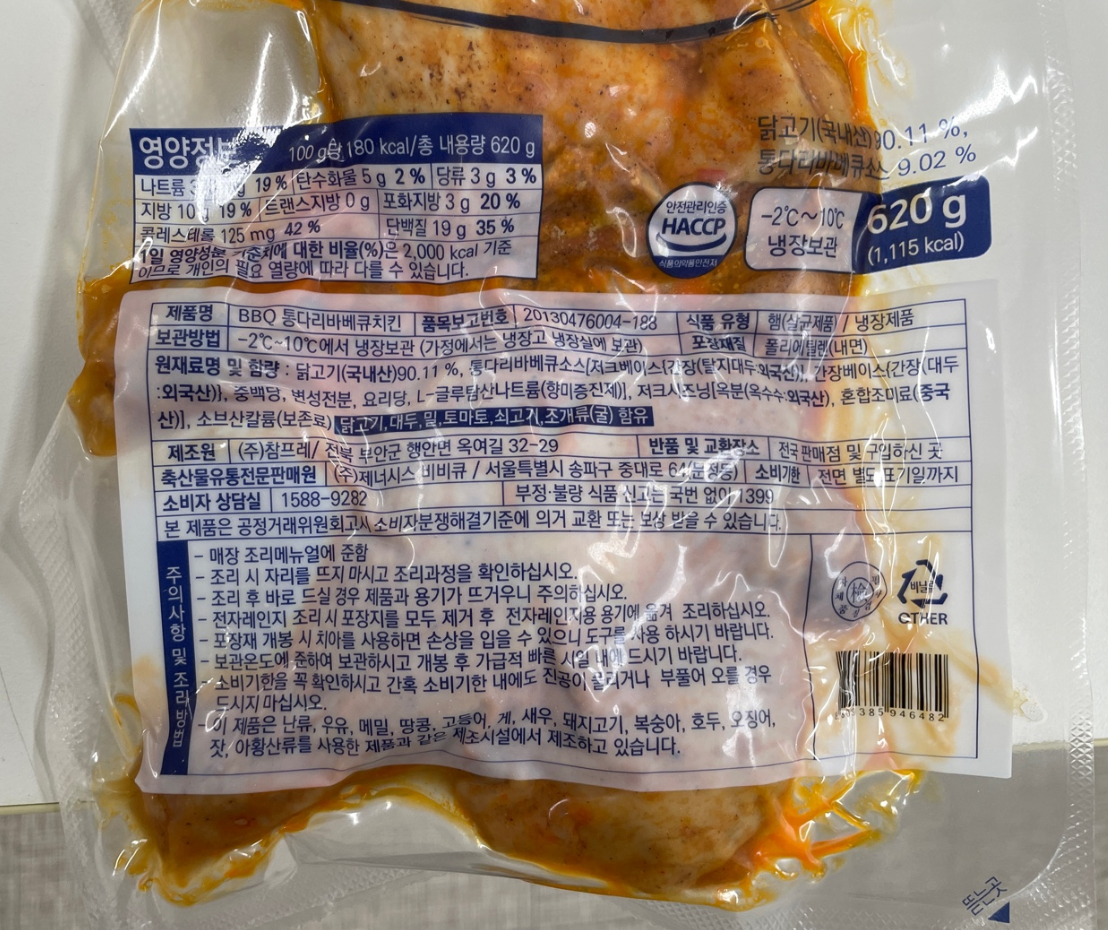 영양정보 100 g당 180 kcal/총 내용량 620 g
나트륨 19 % 탄수화물 5 g 2 % 당류 3 g 3 %
지방 10 g 19 % 트랜스지방 0 g 포화지방 3 g 20 %
콜레스테롤 125 mg 42 % 단백질 19 g 35 %
1일 영양성분 기준치에 대한 비율(%)은 2,000 kcal 기준
이므로 개인의 필요 열량에 따라 다를 수 있습니다.
닭고기(국내산)90.11 %,
통다리바베큐소스 9.02 %
안전관리인증
HACCP
식품의약품안전처
-2℃~10℃
냉장보관
620 g
(1,115 kcal)
제품명 BBQ 통다리바베큐치킨 품목보고번호 20130476004-188 식품 유형 햄(살균제품) 냉장제품
보관방법 -2℃~10℃에서 냉장보관 (가정에서는 냉장고 냉장실에 보관) 포장재질 폴리에틸렌(내면)
원재료명 및 함량 : 닭고기(국내산)90.11 %, 통다리바베큐소스[저크베이스{간장(탈지대두:외국산)}, 간장베이스{간장(대두
:외국산)}, 중백당, 변성전분, 요리당, L-글루탐산나트륨(향미증진제)], 저크시즈닝[옥분(옥수수:외국산), 혼합조미료(중국
산)], 소브산칼륨(보존료) 닭고기,대두,밀,토마토,쇠고기,조개류(굴) 함유
제조원 (주)참프레/ 전북 부안군 행안면 옥여길 32-29 반품 및 교환장소 전국 판매점 및 구입하신 곳
축산물유통전문판매원 (주)제너시스 비비큐 / 서울특별시 송파구 중대로 64(문정동) 소비기한 전면 별도표기일까지
소비자 상담실 1588-9282 부정·불량 식품 신고는 국번 없이 1399
본 제품은 공정거래위원회고시 소비자분쟁해결기준에 의거 교환 또는 보상 받을 수 있습니다.
주의사항 및 조리방법
- 매장 조리메뉴얼에 준함
- 조리 시 자리를 뜨지 마시고 조리과정을 확인하십시오.
- 조리 후 바로 드실 경우 제품과 용기가 뜨거우니 주의하십시오.
- 전자레인지 조리 시 포장지를 모두 제거 후 전자레인지용 용기에 옮겨 조리하십시오.
- 포장재 개봉 시 치아를 사용하면 손상을 입을 수 있으니 도구를 사용 하시기 바랍니다.
- 보관온도에 준하여 보관하시고 개봉 후 가급적 빠른 시일 내에 드시기 바랍니다.
- 소비기한을 꼭 확인하시고 간혹 소비기한 내에도 진공이 풀리거나 부풀어 오를 경우
드시지 마십시오.
- 이 제품은 난류, 우유, 메밀, 땅콩, 고등어, 게, 새우, 돼지고기, 복숭아, 호두, 오징어,
잣, 아황산류를 사용한 제품과 같은 제조시설에서 제조하고 있습니다.
비닐류
OTHER
385 946482
뜯는곳